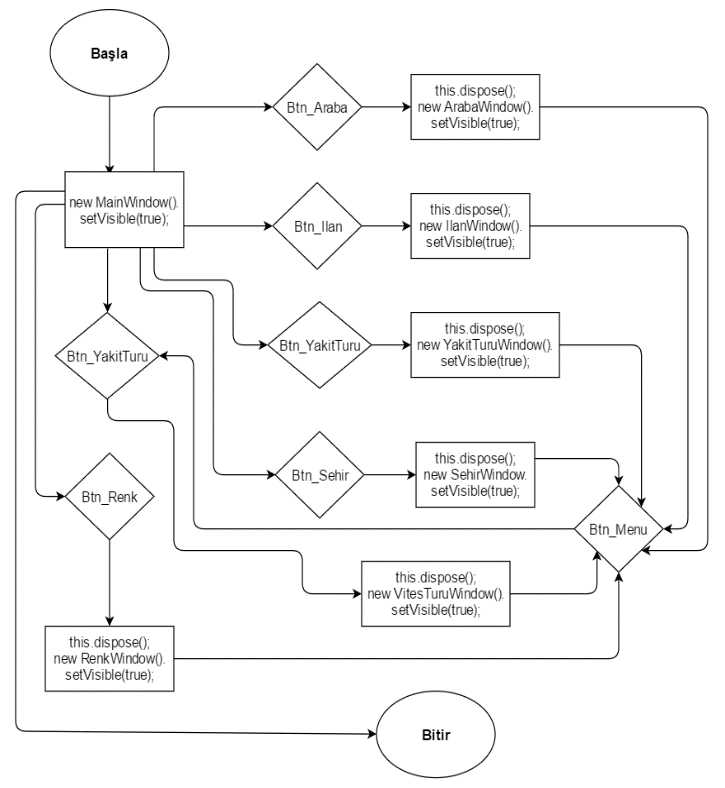 Başla
new MainWindow().
setVisible(true);
Btn_Araba
this.dispose();
new ArabaWindow().
setVisible(true);
Btn_Ilan
this.dispose();
new IlanWindow().
setVisible(true);
Btn_YakitTuru
Btn_YakitTuru
this.dispose();
new YakitTuruWindow().
setVisible(true);
Btn_Sehir
this.dispose();
new SehirWindow.
setVisible(true);
Btn_Renk
Btn_Menu
this.dispose();
new VitesTuruWindow().
setVisible(true);
this.dispose();
new RenkWindow().
setVisible(true);
Bitir